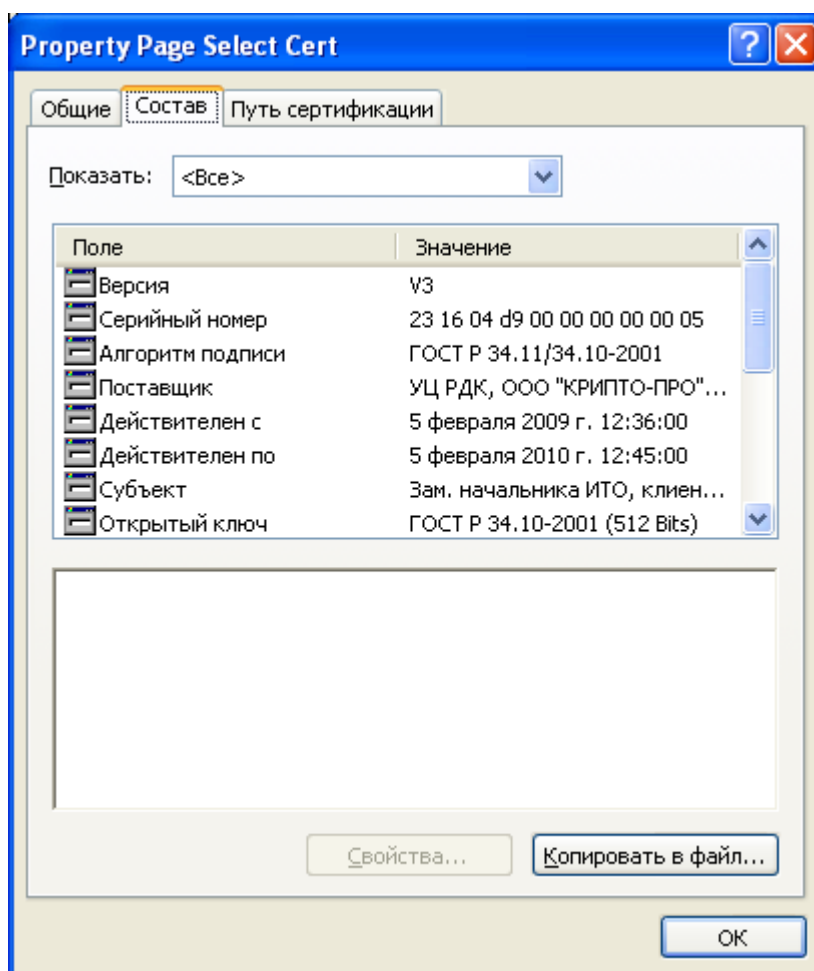 Property Page Select Cert
Общие Состав Путь сертификации
Показать: <Все>
Поле Значение
Версия V3
Серийный номер 23 16 04 d9 00 00 00 00 00 05
Алгоритм подписи ГОСТ Р 34.11/34.10-2001
Поставщик УЦ РДК, ООО "КРИПТО-ПРО"...
Действителен с 5 февраля 2009 г. 12:36:00
Действителен по 5 февраля 2010 г. 12:45:00
Субъект Зам. начальника ИТО, клиен...
Открытый ключ ГОСТ Р 34.10-2001 (512 Bits)
Свойства... Копировать в файл...
ОК